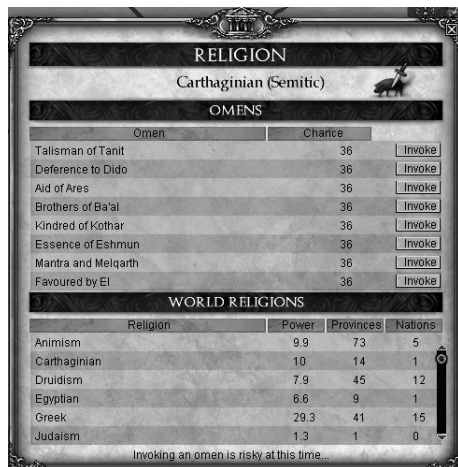 RELIGION
Carthaginian (Semitic)
OMENS
Omen Chance
Talisman of Tanit 36 Invoke
Deference to Dido 36 Invoke
Aid of Ares 36 Invoke
Brothers of Ba'al 36 Invoke
Kindred of Kothar 36 Invoke
Essence of Eshmun 36 Invoke
Mantra and Melqarth 36 Invoke
Favoured by El 36 Invoke
WORLD RELIGIONS
Religion Power Provinces Nations
Animism 9.9 73 5
Carthaginian 10 14 1
Druidism 7.9 45 12
Egyptian 6.6 9 1
Greek 29.3 41 15
Judaism 1.3 1 0
Invoking an omen is risky at this time...